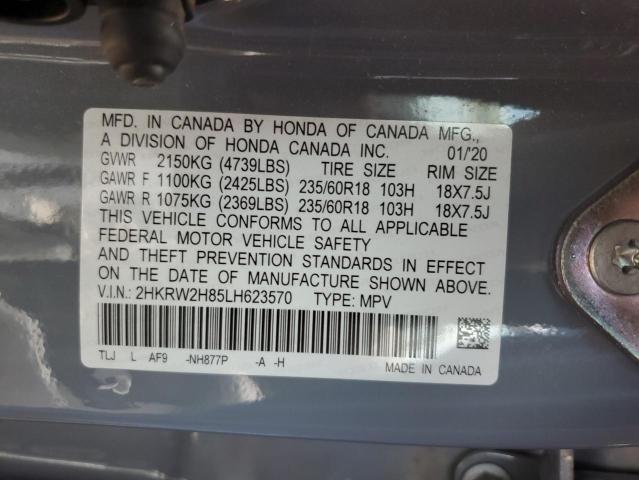 MFD. IN CANADA BY HONDA OF CANADA MFG.,
A DIVISION OF HONDA CANADA INC. 01/'20
GVWR 2150KG (4739LBS) TIRE SIZE RIM SIZE
GAWR F 1100KG (2425LBS) 235/60R18 103H 18X7.5J
GAWR R 1075KG (2369LBS) 235/60R18 103H 18X7.5J
THIS VEHICLE CONFORMS TO ALL APPLICABLE
FEDERAL MOTOR VEHICLE SAFETY
AND THEFT PREVENTION STANDARDS IN EFFECT
ON THE DATE OF MANUFACTURE SHOWN ABOVE.
V.I.N.: 2HKRW2H85LH623570 TYPE: MPV
TLJ L AF9 -NH877P -A -H MADE IN CANADA